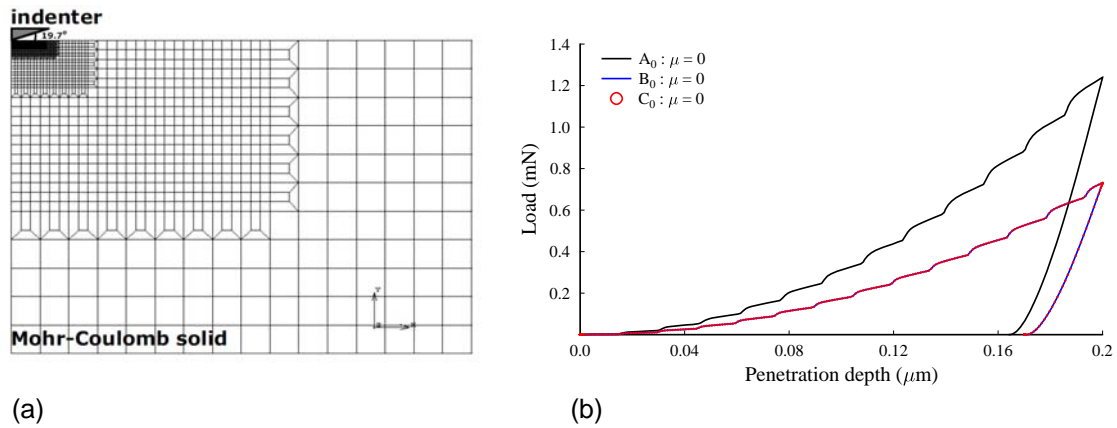 indenter
19.7°
Y
Z
X
Mohr-Coulomb solid
(a)
1.4
1.2
1.0
0.8
0.6
0.4
0.2
Load (mN)
A₀ : μ = 0
B₀ : μ = 0
C₀ : μ = 0
0.0
0.04
0.08
0.12
0.16
0.2
Penetration depth (μm)
(b)